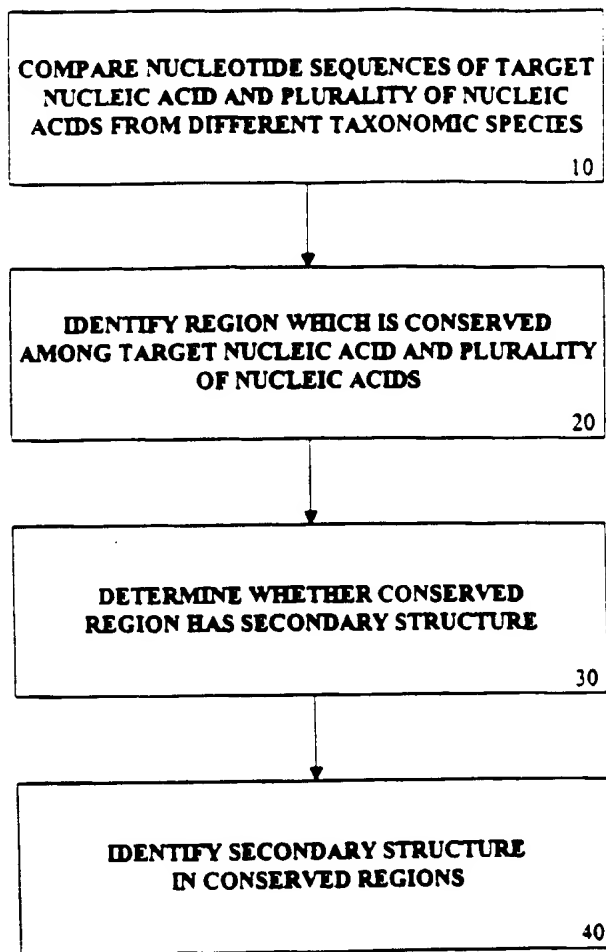 COMPARE NUCLEOTIDE SEQUENCES OF TARGET
NUCLEIC ACID AND PLURALITY OF NUCLEIC
ACIDS FROM DIFFERENT TAXONOMIC SPECIES
10
IDENTIFY REGION WHICH IS CONSERVED
AMONG TARGET NUCLEIC ACID AND PLURALITY
OF NUCLEIC ACIDS
20
DETERMINE WHETHER CONSERVED
REGION HAS SECONDARY STRUCTURE
30
IDENTIFY SECONDARY STRUCTURE
IN CONSERVED REGIONS
40